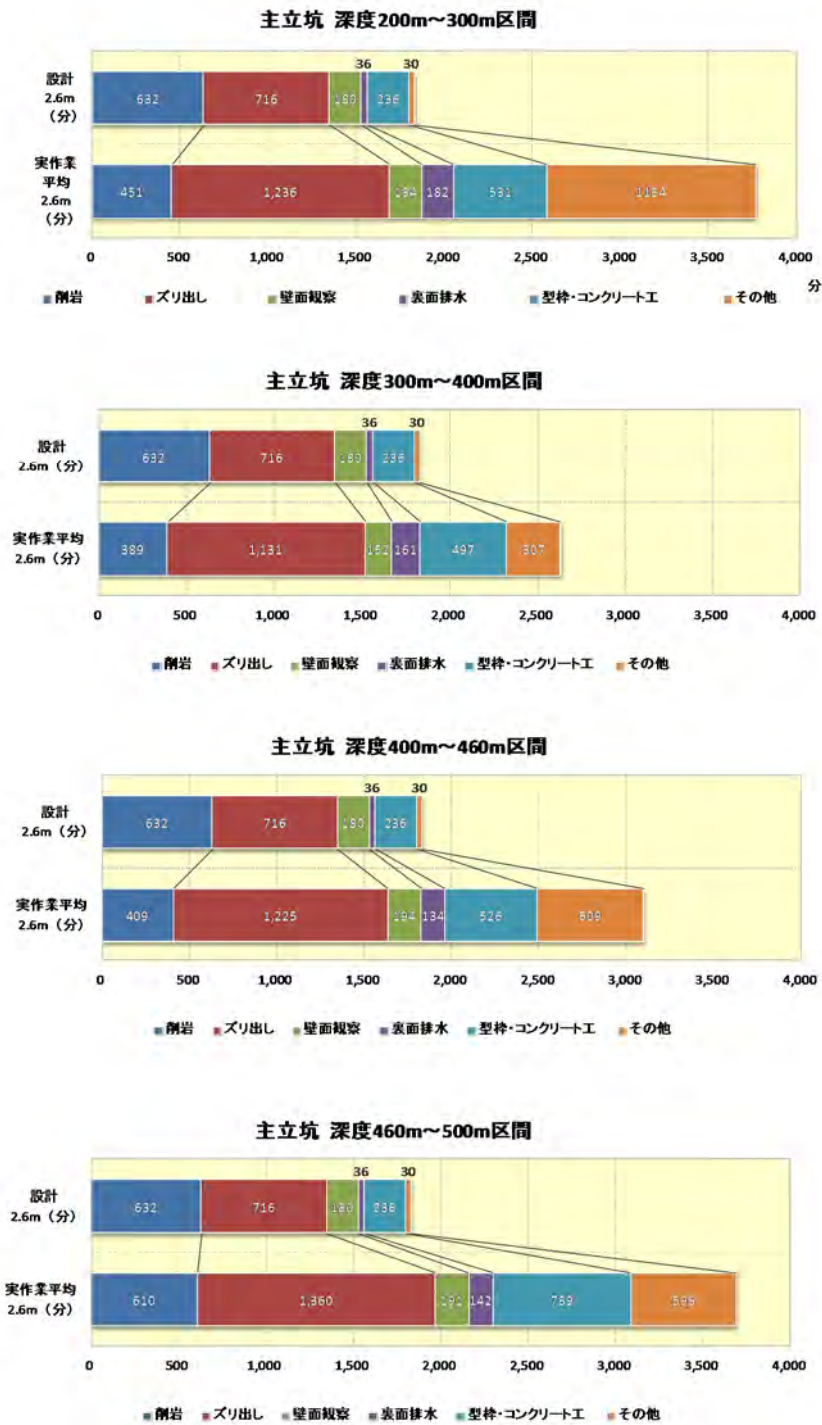 主立坑 深度200m～300m区間
36 30
設計
2.6m
（分）
632 716 180 236
実作業
平均
2.6m
（分）
451 1,236 182 531 1184
0 500 1,000 1,500 2,000 2,500 3,000 3,500 4,000
分
削岩 ズリ出し 壁面観察 裏面排水 型枠・コンクリート工 その他
主立坑 深度300m～400m区間
36 30
設計
2.6m（分）
632 716 180 236
実作業平均
2.6m（分）
389 1,131 152 161 497 307
0 500 1,000 1,500 2,000 2,500 3,000 3,500 4,000
削岩 ズリ出し 壁面観察 裏面排水 型枠・コンクリート工 その他
主立坑 深度400m～460m区間
36 30
設計
2.6m（分）
632 716 180 236
実作業平均
2.6m（分）
409 1,225 194 134 526 609
0 500 1,000 1,500 2,000 2,500 3,000 3,500 4,000
削岩 ズリ出し 壁面観察 裏面排水 型枠・コンクリート工 その他
主立坑 深度460m～500m区間
36 30
設計
2.6m（分）
632 716 180 236
実作業平均
2.6m（分）
610 1,360 191 142 789
0 500 1,000 1,500 2,000 2,500 3,000 3,500 4,000
削岩 ズリ出し 壁面観察 裏面排水 型枠・コンクリート工 その他